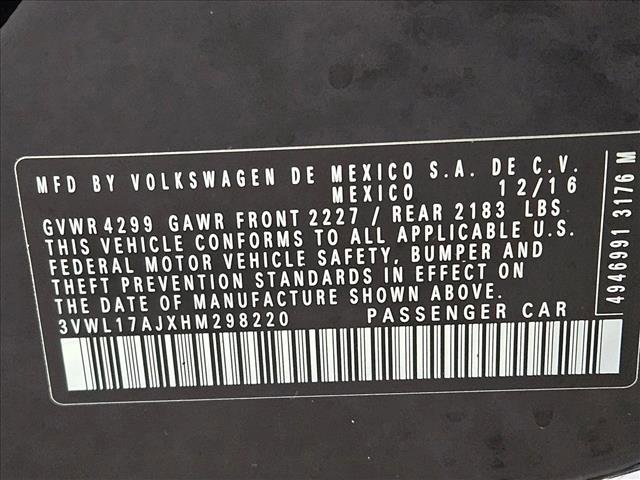 MFD BY VOLKSWAGEN DE MEXICO S.A. DE C.V.
MEXICO 12/16
GVWR 4299 GAWR FRONT 2227 / REAR 2183 LBS
THIS VEHICLE CONFORMS TO ALL APPLICABLE U.S.
FEDERAL MOTOR VEHICLE SAFETY, BUMPER AND
THEFT PREVENTION STANDARDS IN EFFECT ON
THE DATE OF MANUFACTURE SHOWN ABOVE.
3VWL17AJXHM298220 PASSENGER CAR
4946991 3176 M